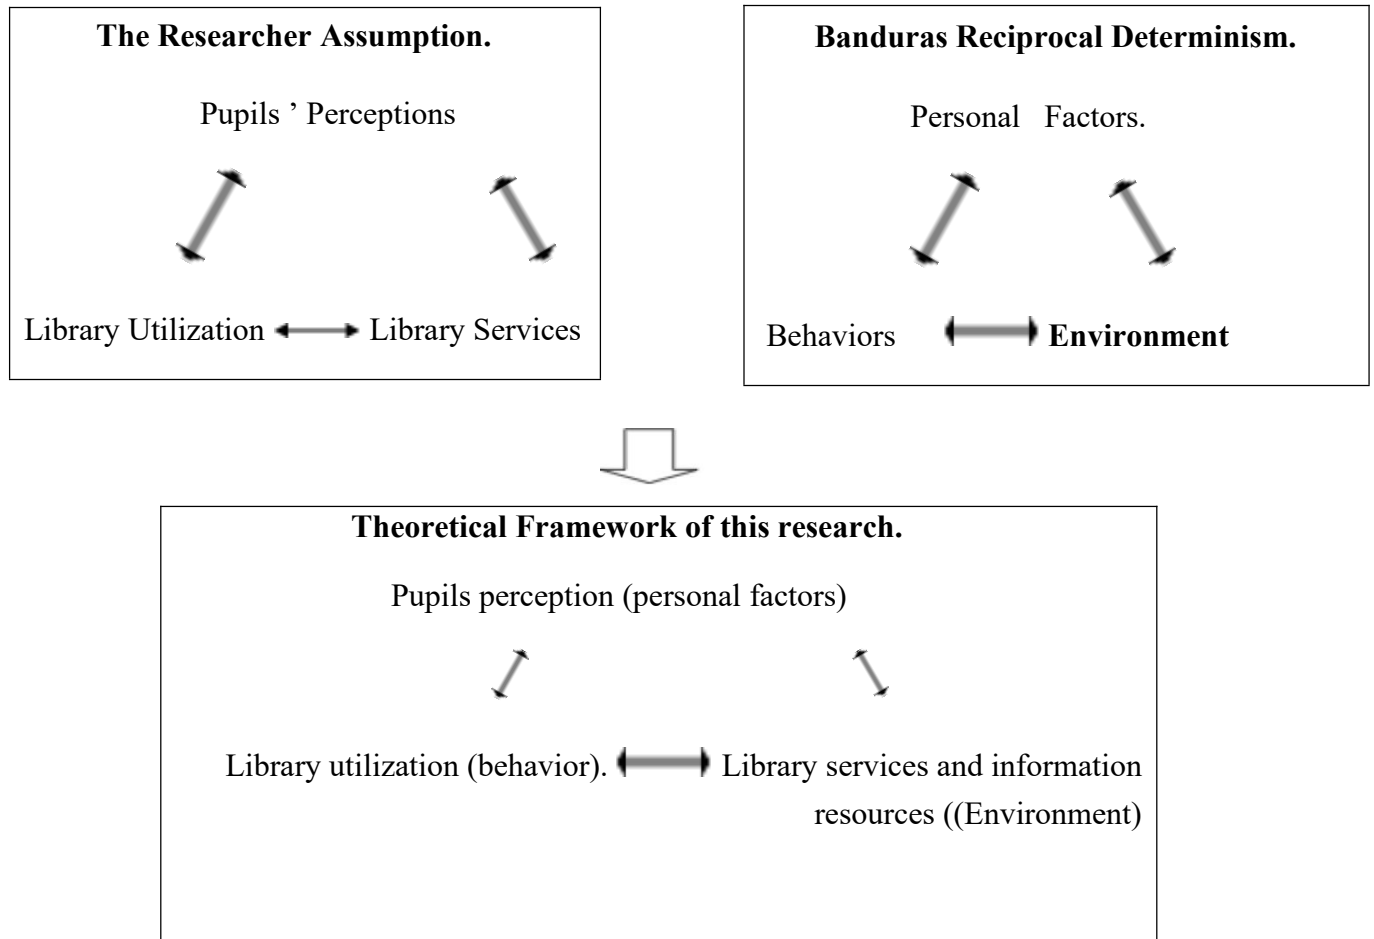 The Researcher Assumption.
Pupils ’ Perceptions
Library Utilization
Library Services
Banduras Reciprocal Determinism.
Personal Factors.
Behaviors
Environment
Theoretical Framework of this research.
Pupils perception (personal factors)
Library utilization (behavior).
Library services and information
resources ((Environment)